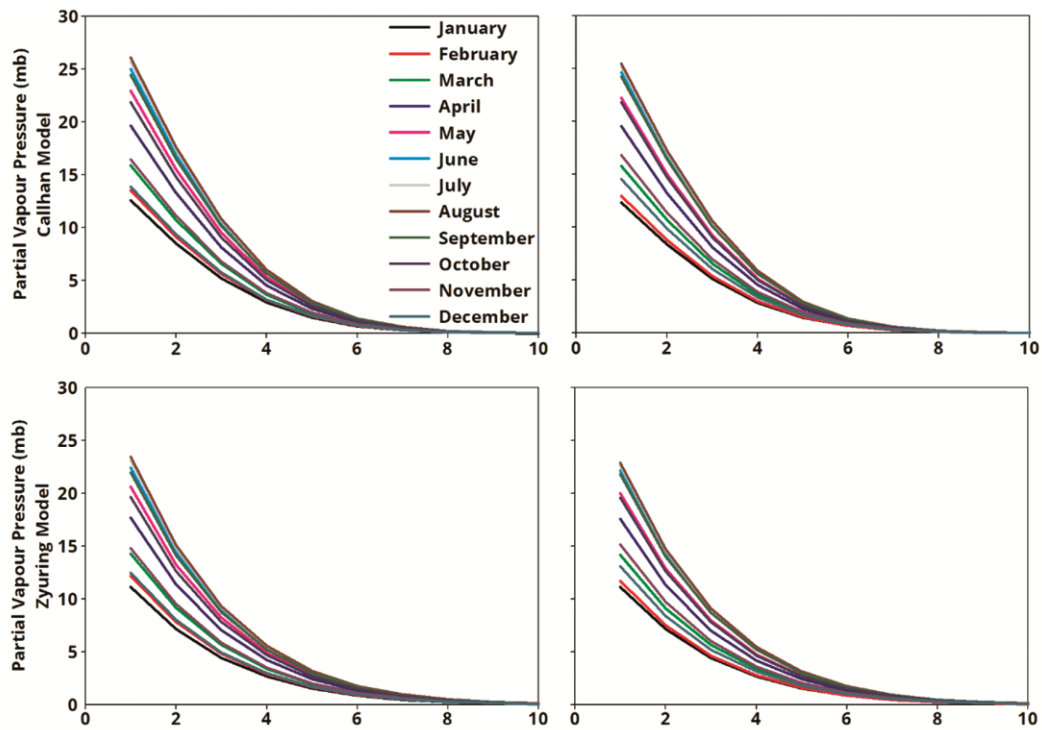 Partial Vapour Pressure (mb)
Callhan Model
30
25
20
15
10
5
0
0 2 4 6 8 10
January
February
March
April
May
June
July
August
September
October
November
December
0 2 4 6 8 10
Partial Vapour Pressure (mb)
Zyuring Model
30
25
20
15
10
5
0
0 2 4 6 8 10
0 2 4 6 8 10